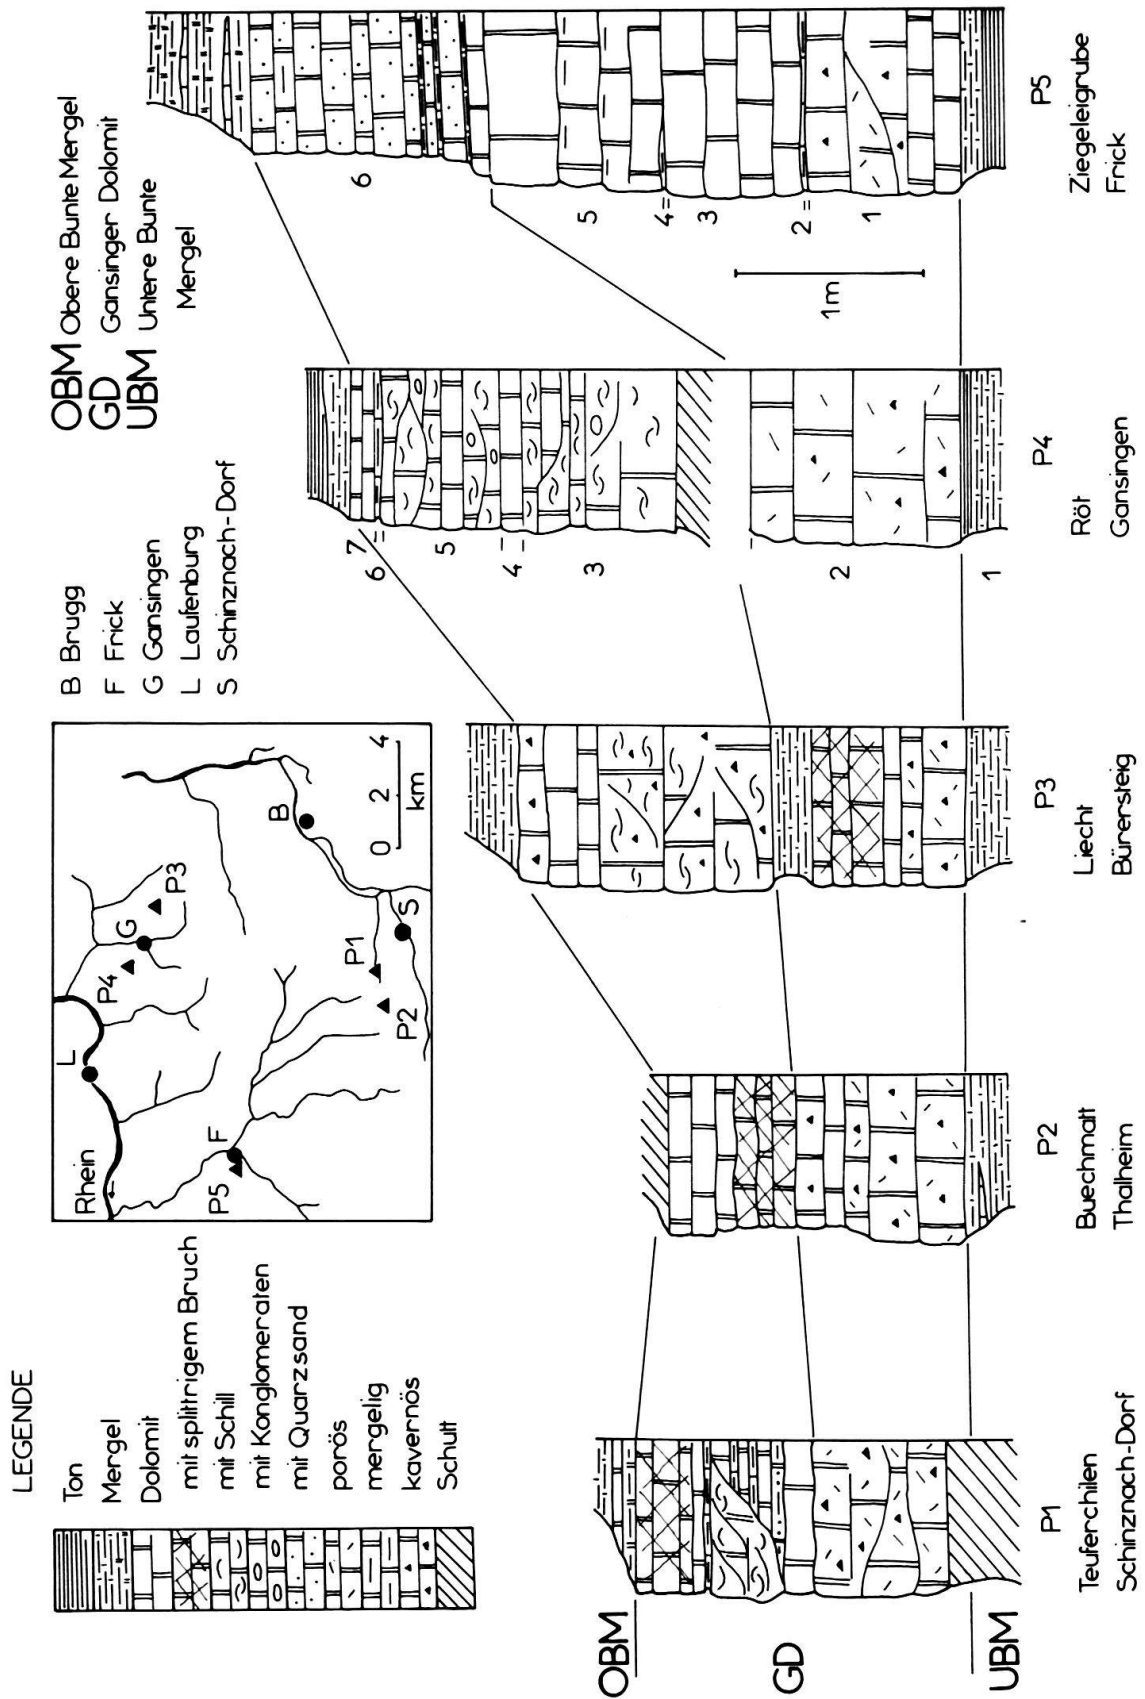 LEGENDE
Ton
Mergel
Dolomit
mit splittrigem Bruch
mit Schill
mit Konglomeraten
mit Quarzsand
porös
mergelig
kavernös
Schutt
Rhein
L
P4
G
P3
P5
F
P1
P2
S
B
0 2 4
km
B Brugg
F Frick
G Gansingen
L Laufenburg
S Schinznach-Dorf
OBM Obere Bunte Mergel
GD Gansinger Dolomit
UBM Untere Bunte
Mergel
OBM
GD
UBM
7
6
5
4
3
2
1
6
5
4
3
2
1
1m
P1
Teuferchilen
Schinznach-Dorf
P2
Buechmatt
Thalheim
P3
Liecht
Bürersteig
P4
Röt
Gansingen
P5
Ziegeleigrube
Frick